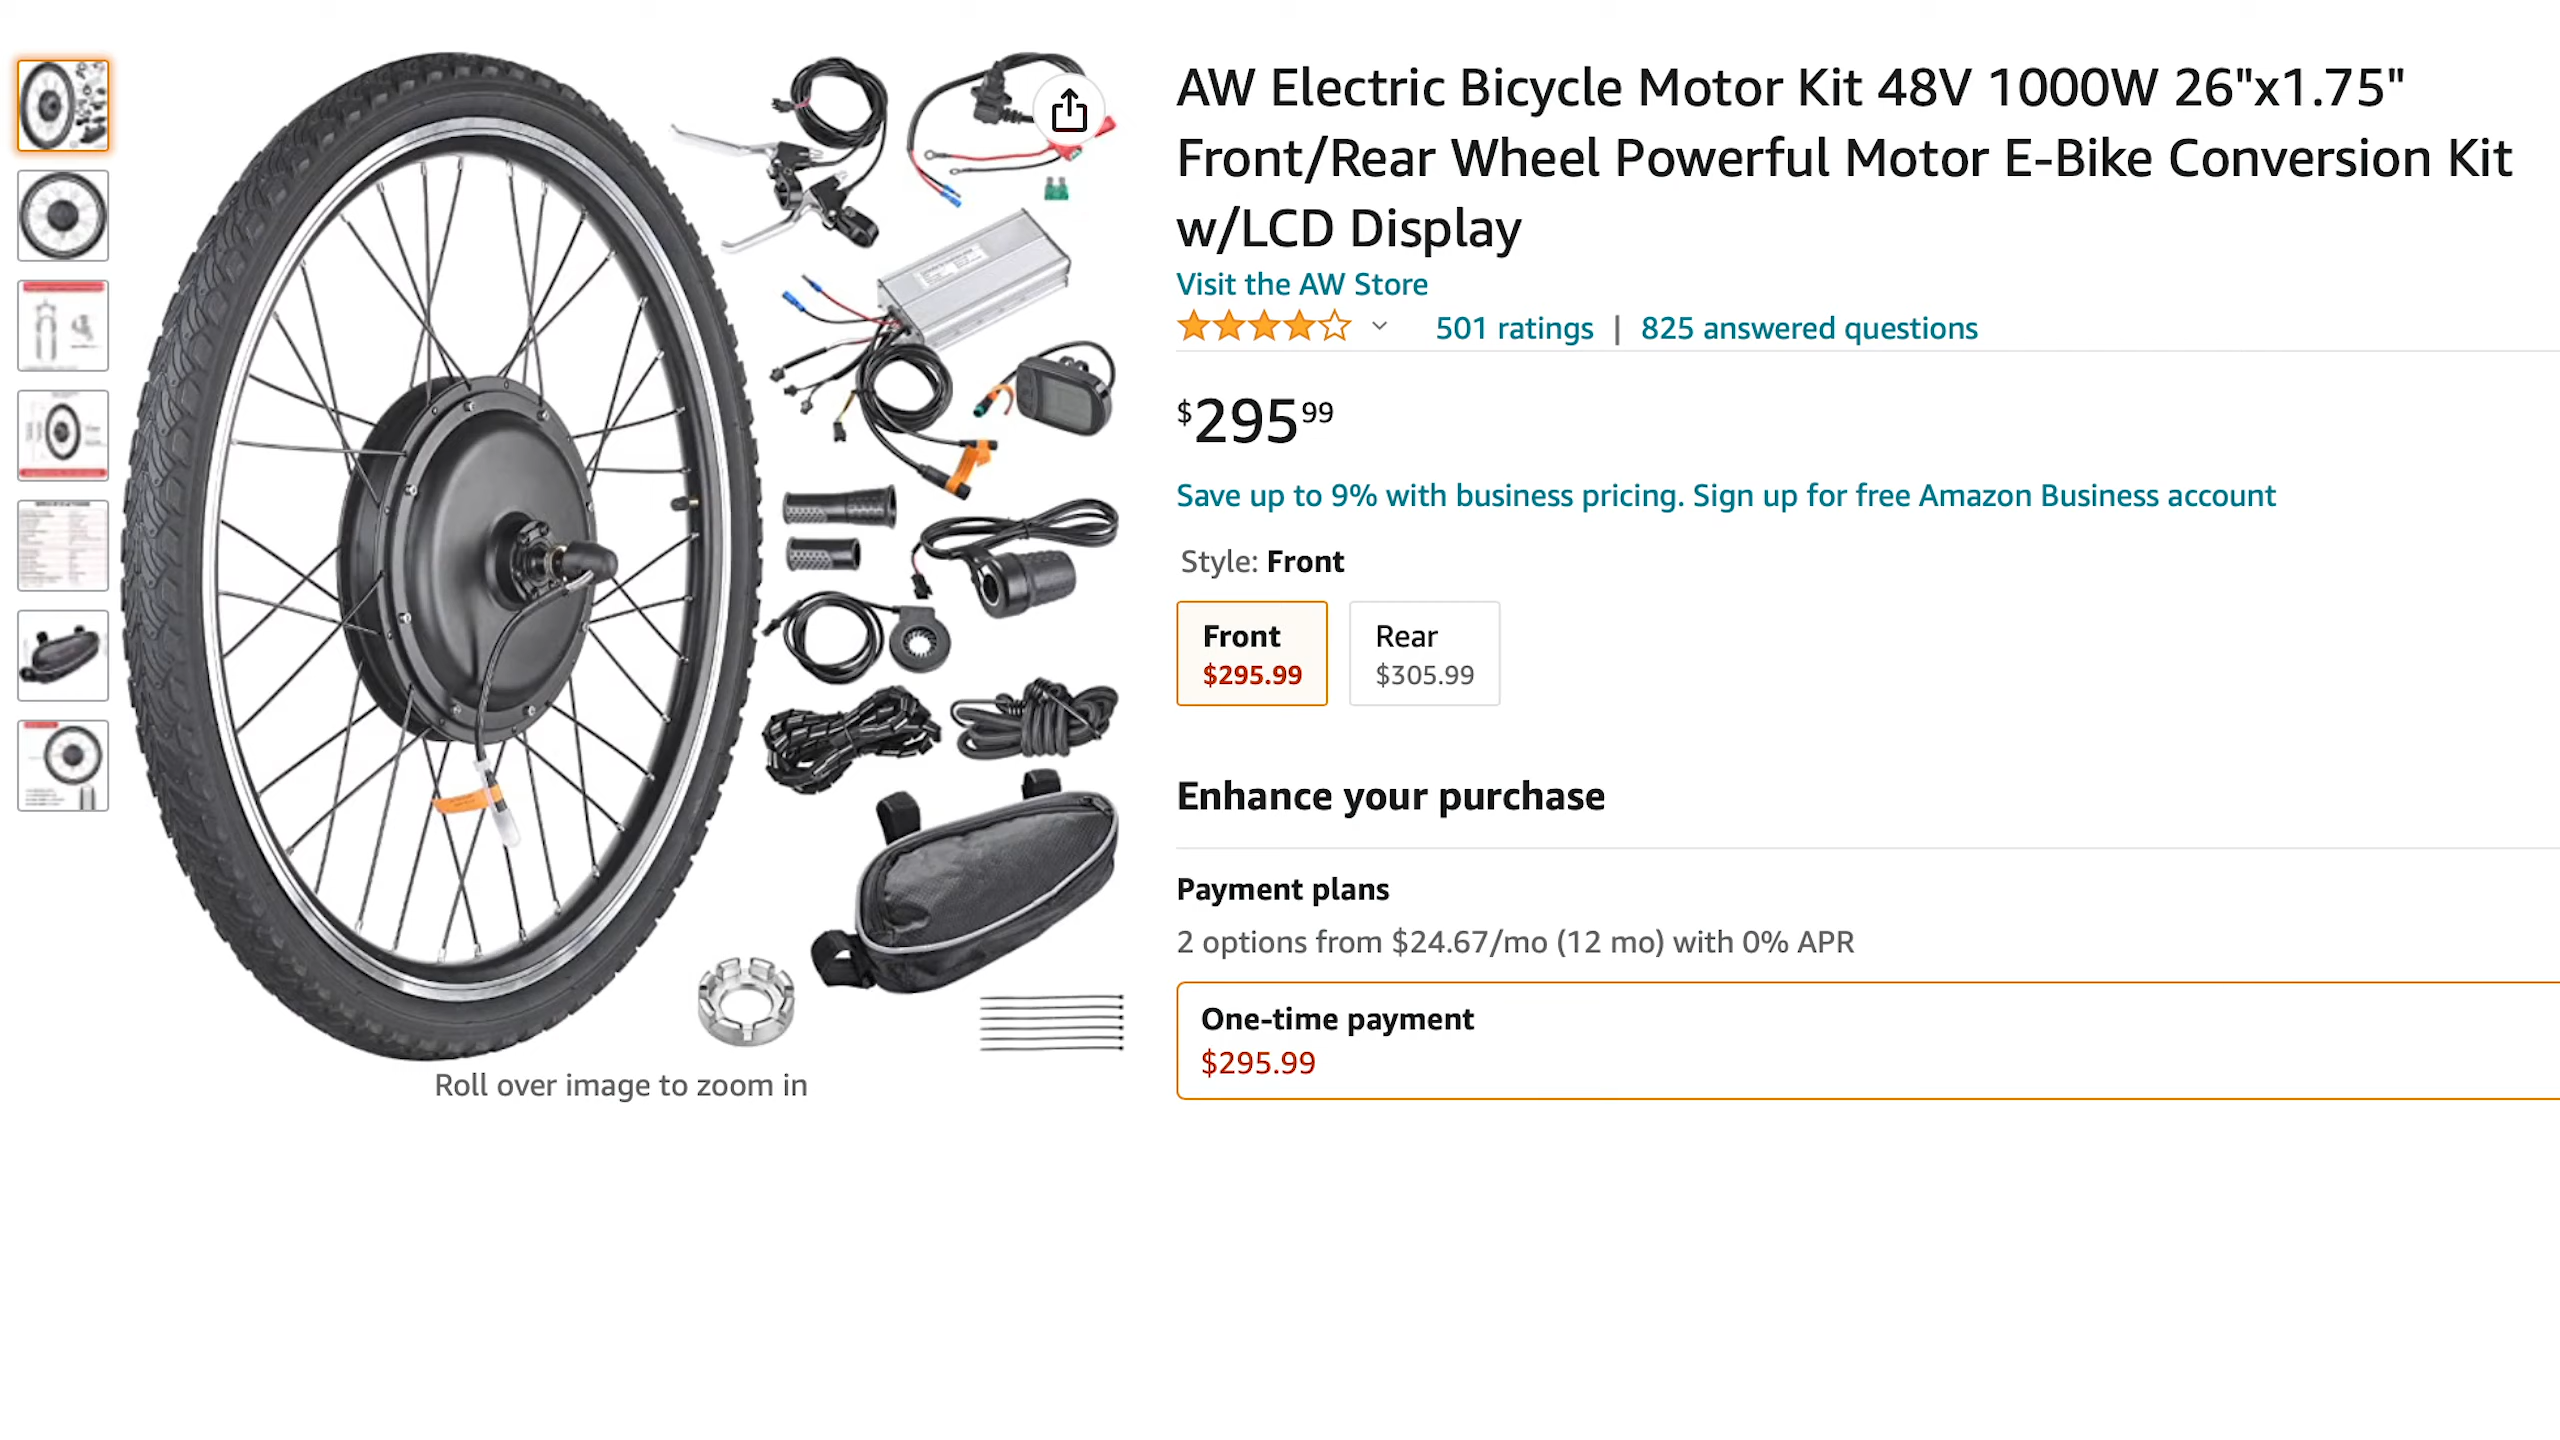 AW Electric Bicycle Motor Kit 48V 1000W 26"x1.75"
Front/Rear Wheel Powerful Motor E-Bike Conversion Kit
w/LCD Display
Visit the AW Store
501 ratings | 825 answered questions
$295.99
Save up to 9% with business pricing. Sign up for free Amazon Business account
Style: Front
Front
$295.99
Rear
$305.99
Enhance your purchase
Payment plans
2 options from $24.67/mo (12 mo) with 0% APR
One-time payment
$295.99
Roll over image to zoom in